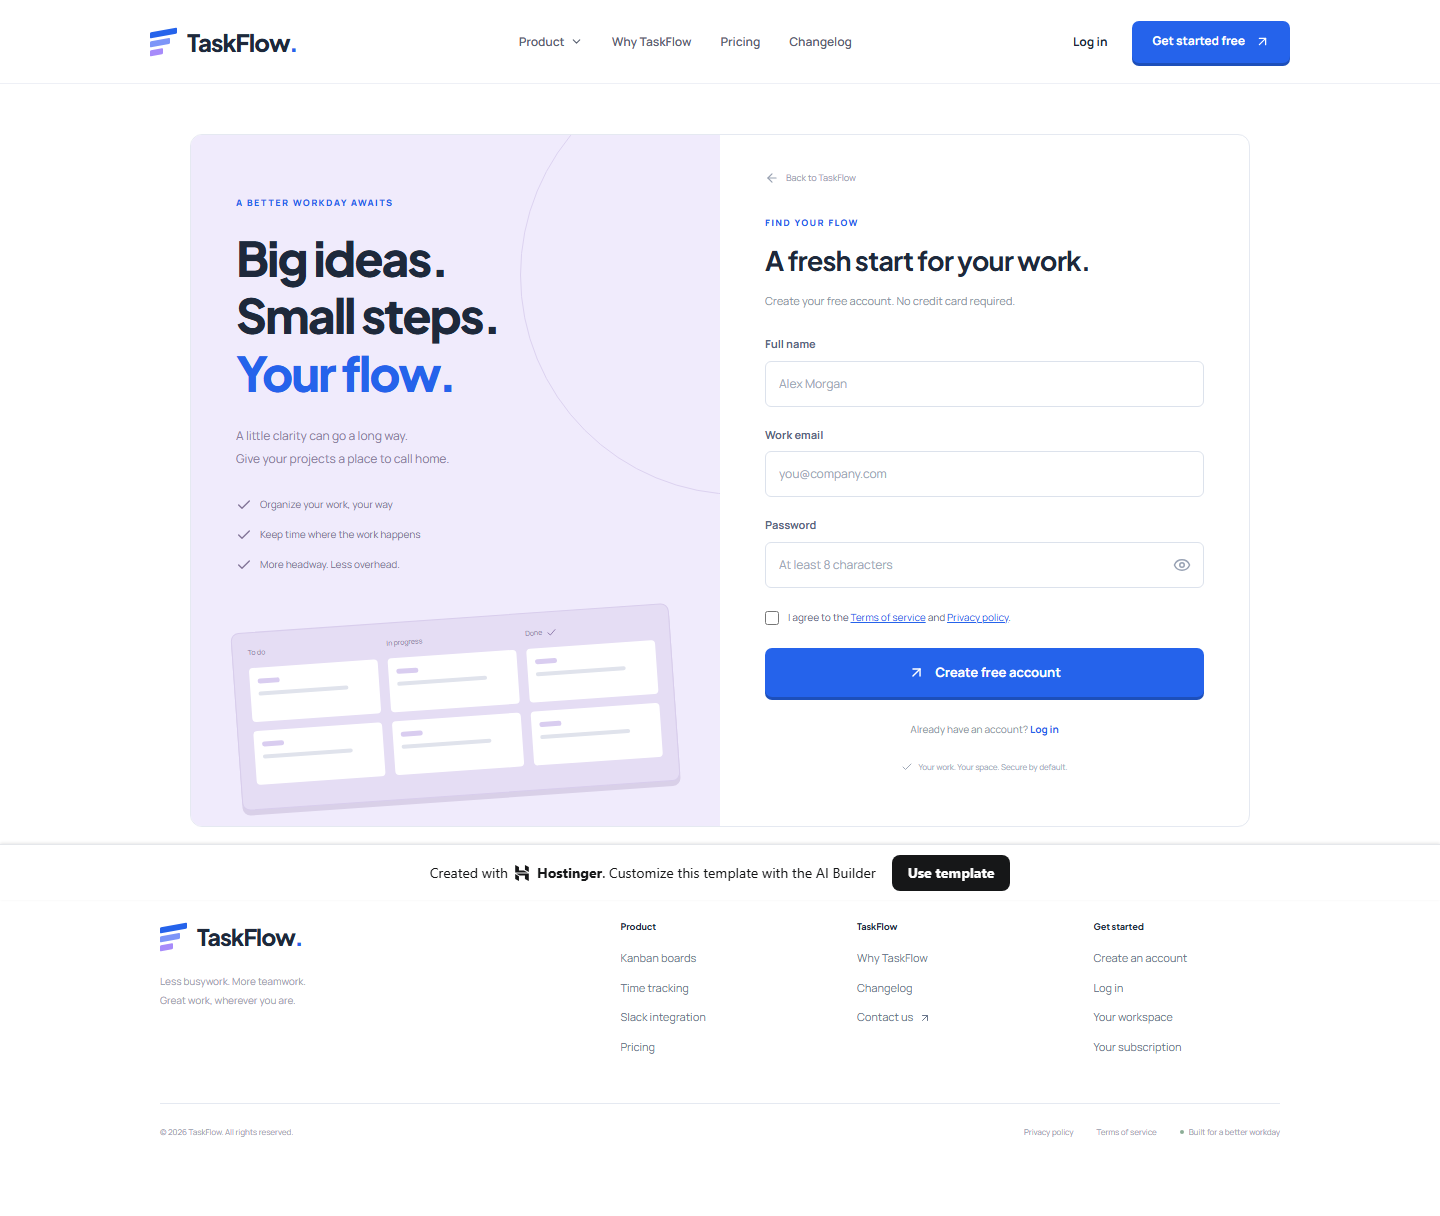 TaskFlow.
Product
Why TaskFlow
Pricing
Changelog
Log in
Get started free
A BETTER WORKDAY AWAITS
Big ideas.
Small steps.
Your flow.
A little clarity can go a long way.
Give your projects a place to call home.
Organize your work, your way
Keep time where the work happens
More headway. Less overhead.
To do
In progress
Done
Back to TaskFlow
FIND YOUR FLOW
A fresh start for your work.
Create your free account. No credit card required.
Full name
Alex Morgan
Work email
you@company.com
Password
At least 8 characters
I agree to the Terms of service and Privacy policy.
Create free account
Already have an account? Log in
Your work. Your space. Secure by default.
Created with Hostinger. Customize this template with the AI Builder
Use template
TaskFlow.
Less busywork. More teamwork.
Great work, wherever you are.
Product
Kanban boards
Time tracking
Slack integration
Pricing
TaskFlow
Why TaskFlow
Changelog
Contact us
Get started
Create an account
Log in
Your workspace
Your subscription
© 2026 TaskFlow. All rights reserved.
Privacy policy
Terms of service
Built for a better workday